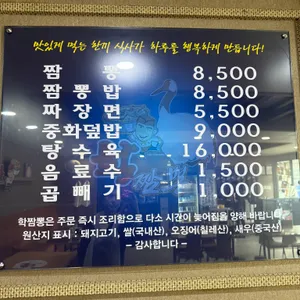 맛있게 먹은 한끼 식사가 하루를 행복하게 만듭니다!
짬 뽕 8,500
짬 뽕 밥 8,500
짜 장 면 5,500
중화덮밥 9,000
탕 수 육 16,000
음 료 수 1,500
곱 빼 기 1,000
학짬뽕은 주문 즉시 조리함으로 다소 시간이 늦어짐을 양해 바랍니다
원산지 표시 : 돼지고기, 쌀(국내산), 오징어(칠레산), 새우(중국산)
- 감사합니다 -